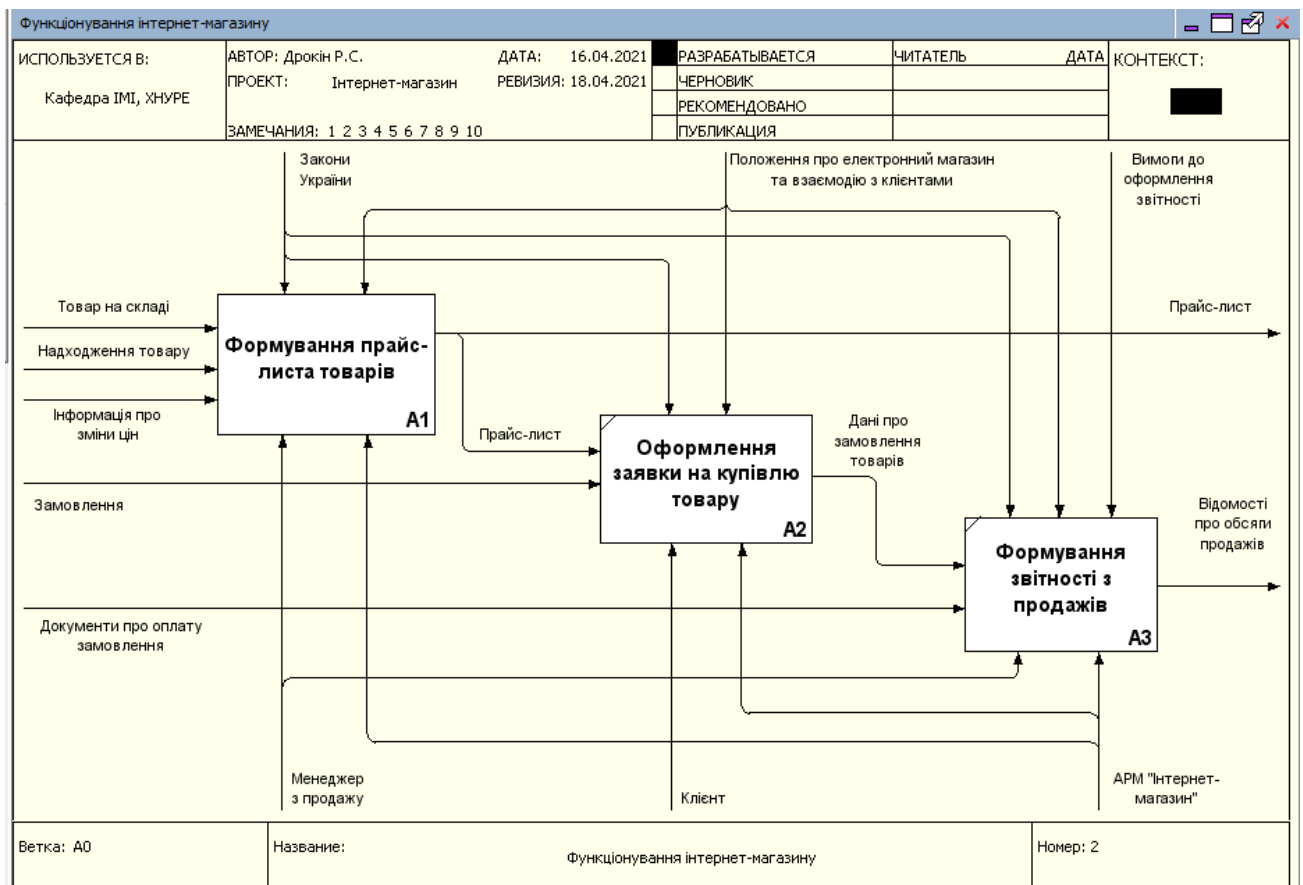 Функціонування інтернет-магазину
ИСПОЛЬЗУЕТСЯ В:
Кафедра ІМІ, ХНУРЕ
АВТОР: Дрокін Р.С.
ДАТА: 16.04.2021
ПРОЕКТ: Інтернет-магазин
РЕВИЗИЯ: 18.04.2021
ЗАМЕЧАНИЯ: 1 2 3 4 5 6 7 8 9 10
РАЗРАБАТЫВАЕТСЯ
ЧЕРНОВИК
РЕКОМЕНДОВАНО
ПУБЛИКАЦИЯ
ЧИТАТЕЛЬ ДАТА
КОНТЕКСТ:
Закони
України
Положення про електронний магазин
та взаємодію з клієнтами
Вимоги до
оформлення
звітності
Товар на складі
Надходження товару
Інформація про
зміни цін
Формування прайс-
листа товарів
A1
Прайс-лист
Прайс-лист
Оформлення
заявки на купівлю
товару
A2
Дані про
замовлення
товарів
Замовлення
Відомості
про обсяги
продажів
Формування
звітності з
продажів
A3
Документи про оплату
замовлення
Менеджер
з продажу
Клієнт
АРМ "Інтернет-
магазин"
Ветка: A0
Название:
Функціонування інтернет-магазину
Номер: 2